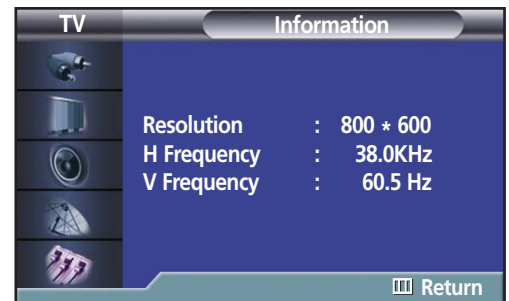 TV Information
Resolution : 800 * 600
H Frequency : 38.0KHz
V Frequency : 60.5 Hz
Return